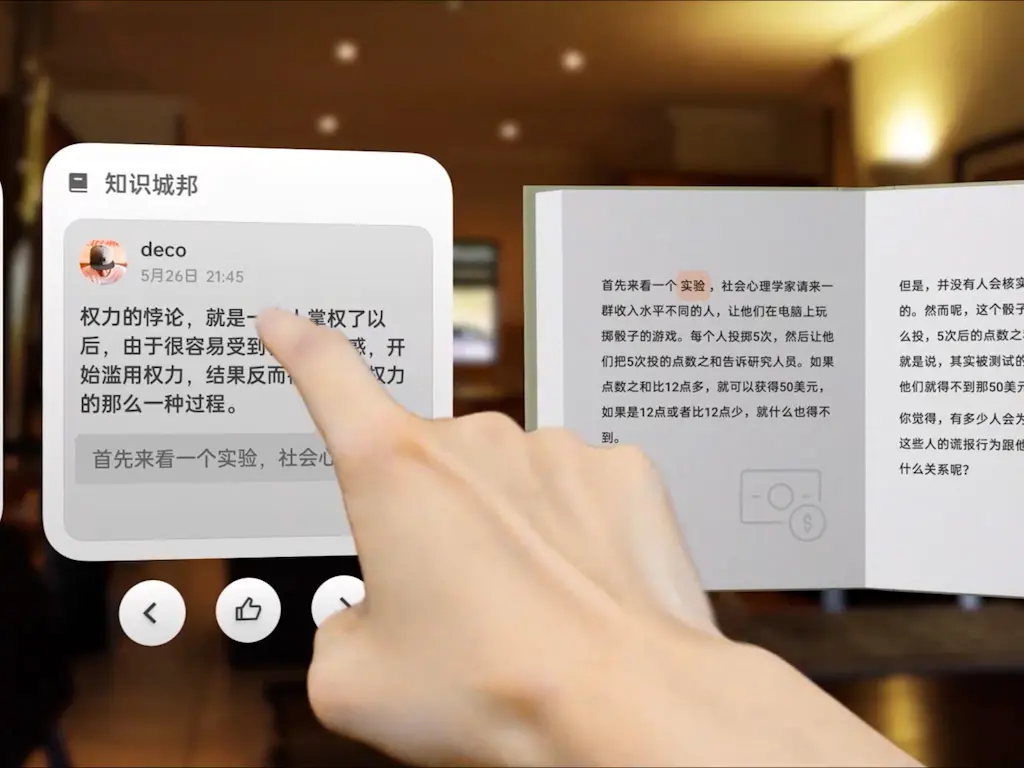 知识城邦
deco
5月26日 21:45
权力的悖论，就是一 人掌权了以
后，由于很容易受到 惑，开
始滥用权力，结果反而 权力
的那么一种过程。
首先来看一个实验，社会心
首先来看一个实验，社会心理学家请来一
群收入水平不同的人，让他们在电脑上玩
掷骰子的游戏。每个人投掷5次，然后让他
们把5次投的点数之和告诉研究人员。如果
点数之和比12点多，就可以获得50美元，
如果是12点或者比12点少，就什么也得不
到。
$
但是，并没有人会核实
的。然而呢，这个骰子
么投，5次后的点数之
就是说，其实被测试的
他们就得不到那50美元
你觉得，有多少人会为
这些人的谎报行为跟他
什么关系呢？